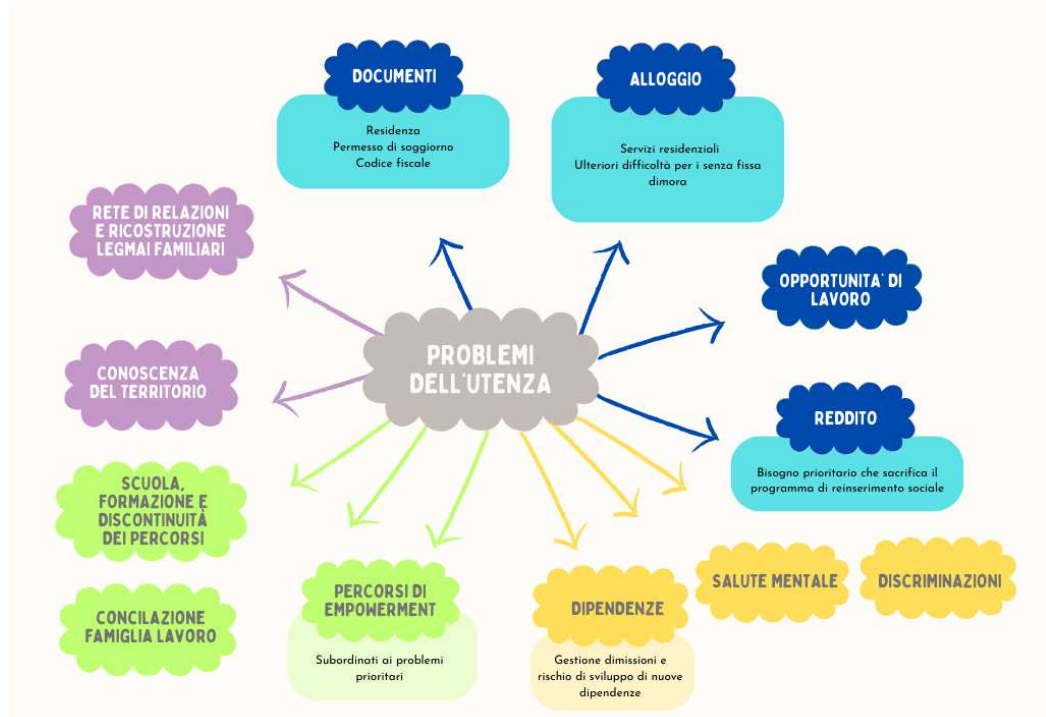 DOCUMENTI
Residenza
Permesso di soggiorno
Codice fiscale
ALLOGGIO
Servizi residenziali
Ulteriori difficoltà per i senza fissa
dimora
RETE DI RELAZIONI
E RICOSTRUZIONE
LEGMAI FAMILIARI
OPPORTUNITA' DI
LAVORO
PROBLEMI
DELL'UTENZA
CONOSCENZA
DEL TERRITORIO
REDDITO
Bisogno prioritario che sacrifica il
programma di reinserimento sociale
SCUOLA,
FORMAZIONE E
DISCONTINUITÀ
DEI PERCORSI
CONCILAZIONE
FAMIGLIA LAVORO
PERCORSI DI
EMPOWERMENT
Subordinati ai problemi
prioritari
DIPENDENZE
Gestione dimissioni e
rischio di sviluppo di nuove
dipendenze
SALUTE MENTALE
DISCRIMINAZIONI